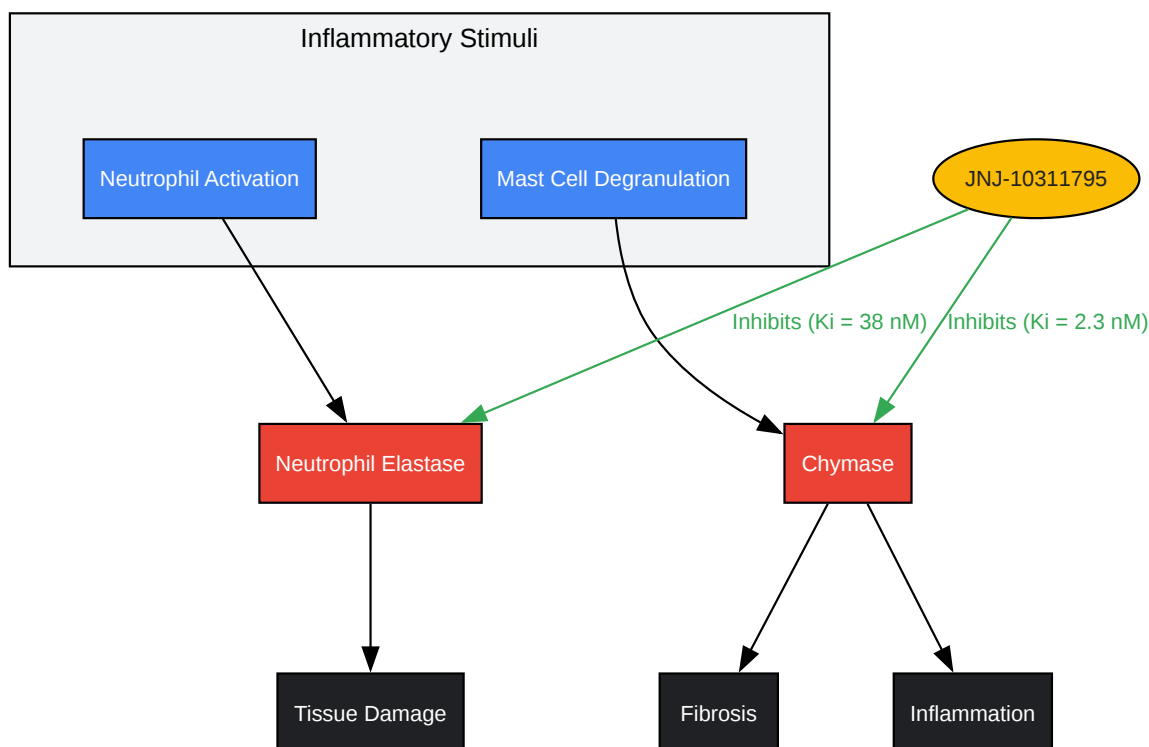 Inflammatory Stimuli
Neutrophil Activation
Mast Cell Degranulation
JNJ-10311795
Inhibits (Ki = 38 nM)
Inhibits (Ki = 2.3 nM)
Neutrophil Elastase
Chymase
Tissue Damage
Fibrosis
Inflammation